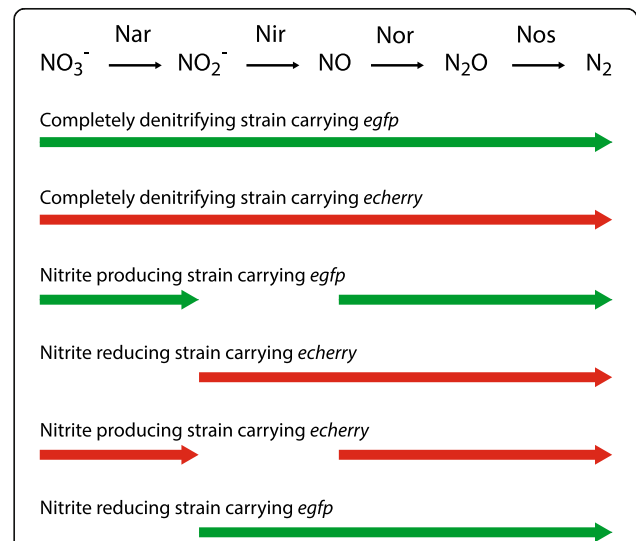 Nar Nir Nor Nos
NO₃⁻ NO₂⁻ NO N₂O N₂
Completely denitrifying strain carrying egfp
Completely denitrifying strain carrying echerry
Nitrite producing strain carrying egfp
Nitrite reducing strain carrying echerry
Nitrite producing strain carrying echerry
Nitrite reducing strain carrying egfp